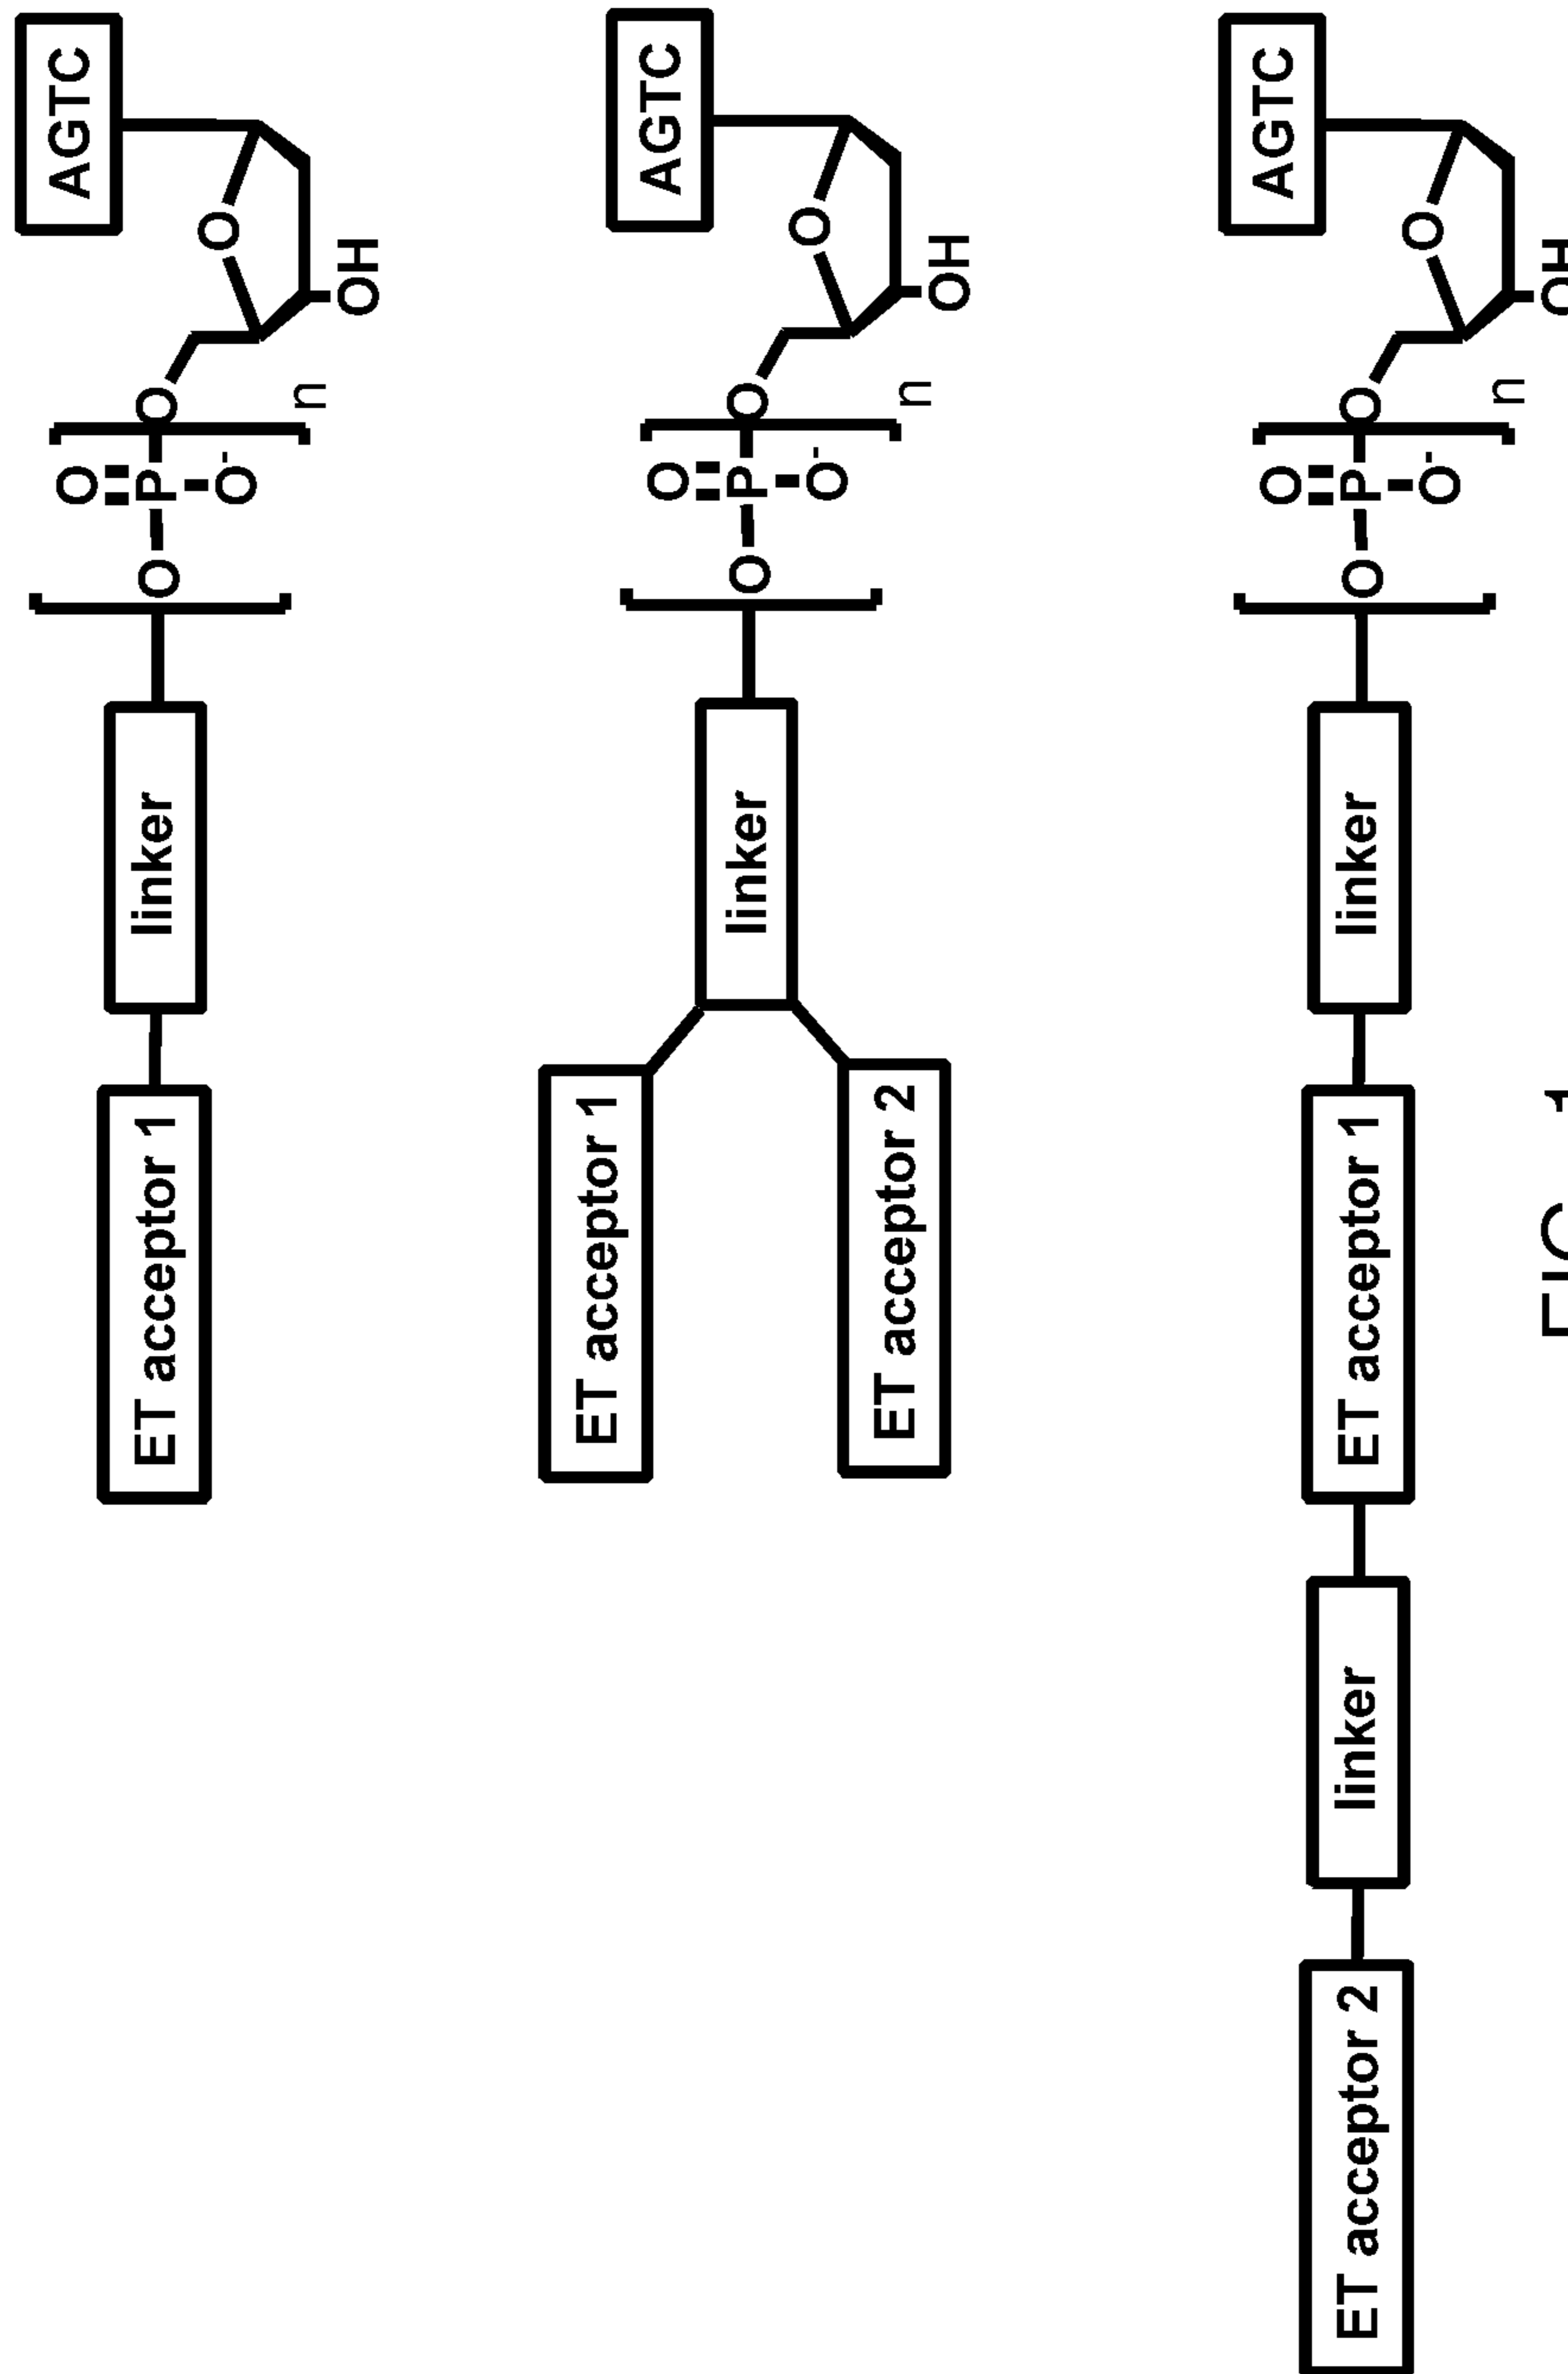 AGTC
O
ET acceptor 1 linker O P O
O⁻ O
n
OH
AGTC
ET acceptor 1
O
linker O P O
O⁻ O
ET acceptor 2 n
OH
AGTC
O
ET acceptor 2 linker ET acceptor 1 linker O P O
O⁻ O
n
OH